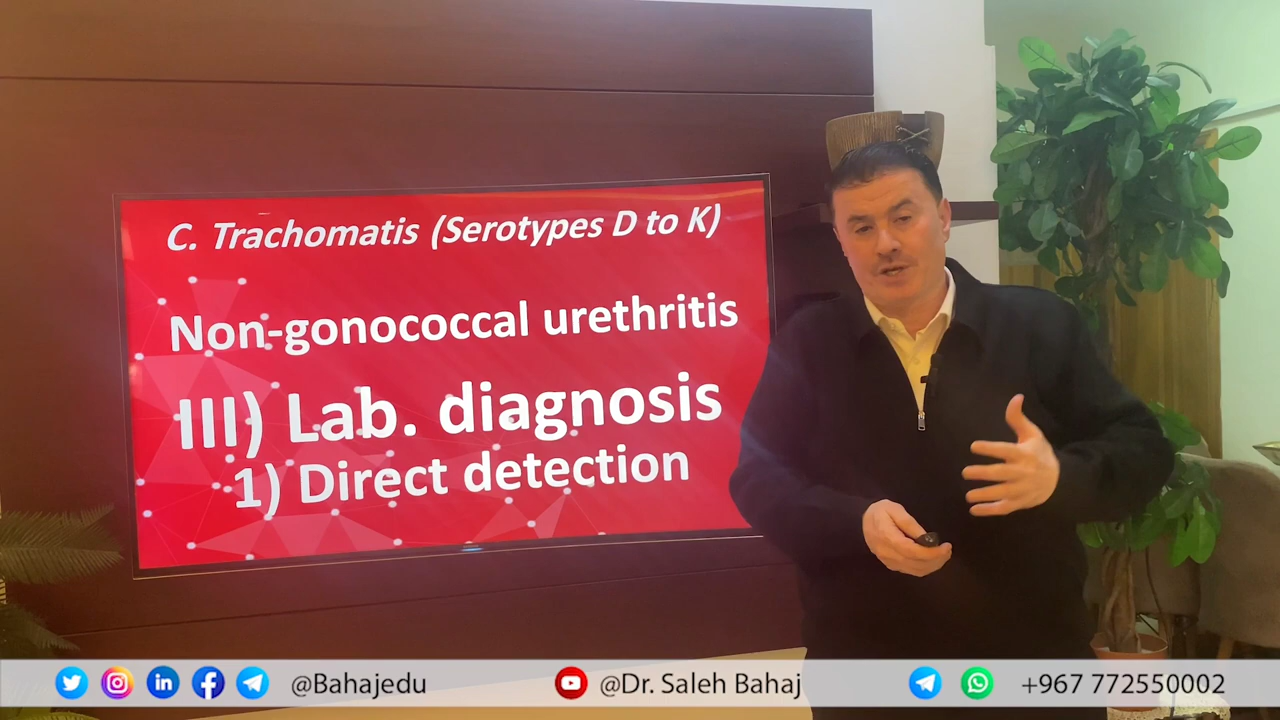 C. Trachomatis (Serotypes D to K)
Non-gonococcal urethritis
III) Lab. diagnosis
1) Direct detection
@Bahajedu @Dr. Saleh Bahaj +967 772550002